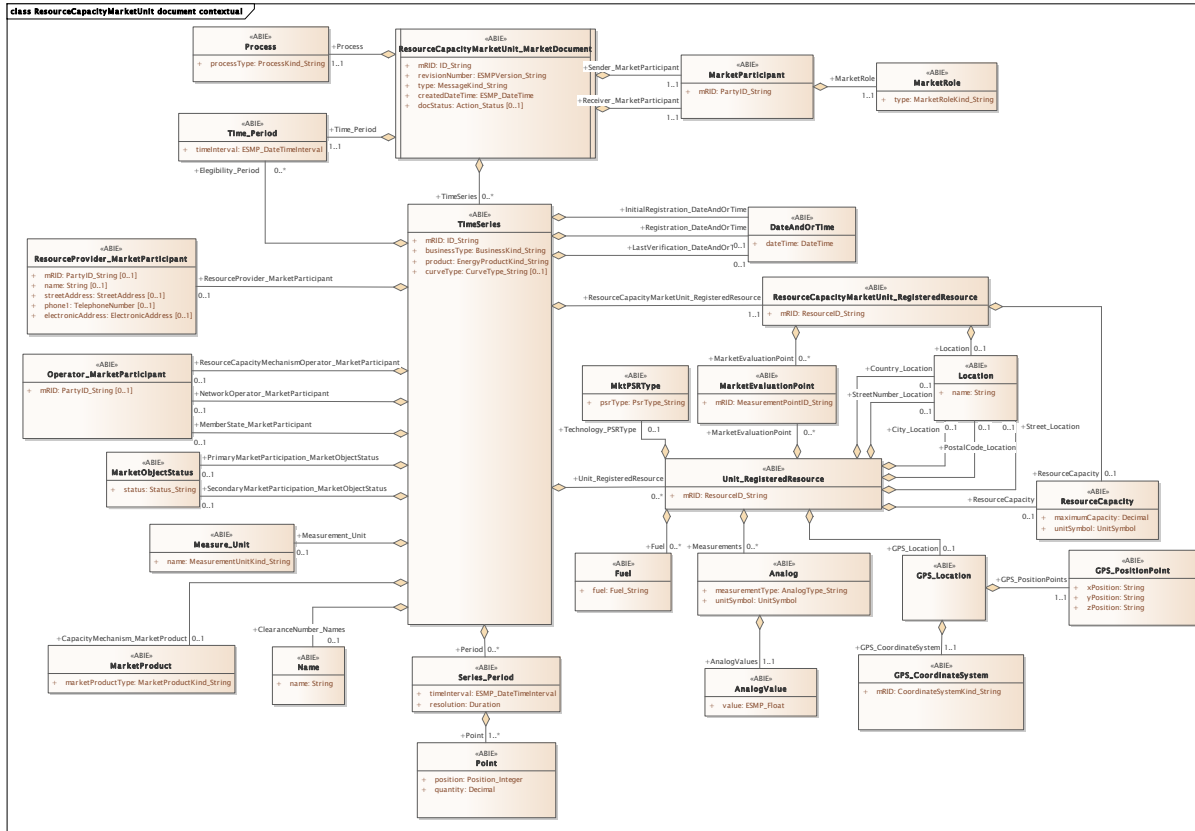 class ResourceCapacityMarketUnit document contextual
«ABIE»
Process
+ processType: ProcessKind_String
+Process
1..1
«ABIE»
ResourceCapacityMarketUnit_MarketDocument
+ mRID: ID_String
+ revisionNumber: ESMPVersion_String
+ type: MessageKind_String
+ createdDateTime: ESMP_DateTime
+ docStatus: Action_Status [0..1]
+Sender_MarketParticipant
1..1
+Receiver_MarketParticipant
1..1
«ABIE»
MarketParticipant
+ mRID: PartyID_String
+MarketRole
1..1
«ABIE»
MarketRole
+ type: MarketRoleKind_String
«ABIE»
Time_Period
+ timeInterval: ESMP_DateTimeInterval
+Time_Period
1..1
+Elegibility_Period
0..*
+TimeSeries
0..*
«ABIE»
TimeSeries
+ mRID: ID_String
+ businessType: BusinessKind_String
+ product: EnergyProductKind_String
+ curveType: CurveType_String [0..1]
+InitialRegistration_DateAndOrTime
+Registration_DateAndOrTime
+LastVerification_DateAndOrT
0..1
0..1
«ABIE»
DateAndOrTime
+ dateTime: DateTime
«ABIE»
ResourceProvider_MarketParticipant
+ mRID: PartyID_String [0..1]
+ name: String [0..1]
+ streetAddress: StreetAddress [0..1]
+ phone1: TelephoneNumber [0..1]
+ electronicAddress: ElectronicAddress [0..1]
+ResourceProvider_MarketParticipant
0..1
+ResourceCapacityMarketUnit_RegisteredResource
1..1
«ABIE»
ResourceCapacityMarketUnit_RegisteredResource
+ mRID: ResourceID_String
«ABIE»
Operator_MarketParticipant
+ mRID: PartyID_String [0..1]
+ResourceCapacityMechanismOperator_MarketParticipant
0..1
+NetworkOperator_MarketParticipant
0..1
+MemberState_MarketParticipant
0..1
«ABIE»
MktPSRType
+ psrType: PsrType_String
+Technology_PSRType
0..1
+MarketEvaluationPoint
0..*
«ABIE»
MarketEvaluationPoint
+ mRID: MeasurementPointID_String
+MarketEvaluationPoint
0..*
+Location
0..1
«ABIE»
Location
+ name: String
+Country_Location
0..1
+StreetNumber_Location
0..1
+City_Location
0..1
+PostalCode_Location
0..1
+Street_Location
0..1
«ABIE»
MarketObjectStatus
+ status: Status_String
+PrimaryMarketParticipation_MarketObjectStatus
0..1
+SecondaryMarketParticipation_MarketObjectStatus
0..1
+Unit_RegisteredResource
0..*
«ABIE»
Unit_RegisteredResource
+ mRID: ResourceID_String
+ResourceCapacity
0..1
+ResourceCapacity
0..1
«ABIE»
ResourceCapacity
+ maximumCapacity: Decimal
+ unitSymbol: UnitSymbol
«ABIE»
Measure_Unit
+ name: MeasurementUnitKind_String
+Measurement_Unit
0..1
+Fuel
0..*
«ABIE»
Fuel
+ fuel: Fuel_String
+Measurements
0..*
«ABIE»
Analog
+ measurementType: AnalogType_String
+ unitSymbol: UnitSymbol
+GPS_Location
0..1
«ABIE»
GPS_Location
+GPS_PositionPoints
1..1
«ABIE»
GPS_PositionPoint
+ xPosition: String
+ yPosition: String
+ zPosition: String
+CapacityMechanism_MarketProduct
0..1
«ABIE»
MarketProduct
+ marketProductType: MarketProductKind_String
+ClearanceNumber_Names
0..1
«ABIE»
Name
+ name: String
+Period
0..*
«ABIE»
Series_Period
+ timeInterval: ESMP_DateTimeInterval
+ resolution: Duration
+AnalogValues
1..1
«ABIE»
AnalogValue
+ value: ESMP_Float
+GPS_CoordinateSystem
1..1
«ABIE»
GPS_CoordinateSystem
+ mRID: CoordinateSystemKind_String
+Point
1..*
«ABIE»
Point
+ position: Position_Integer
+ quantity: Decimal